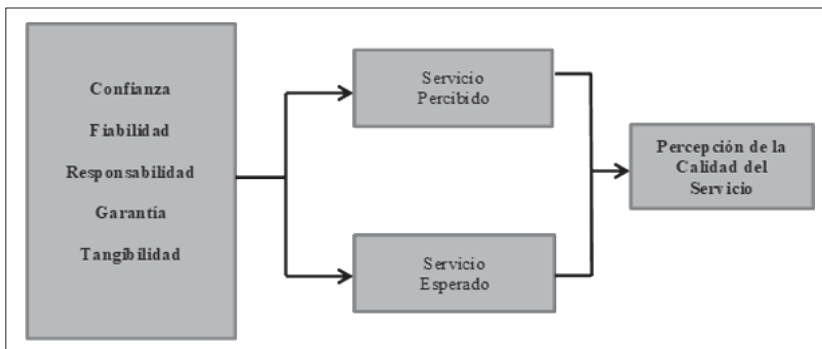 Confianza
Fiabilidad
Responsabilidad
Garantía
Tangibilidad
Servicio
Percibido
Servicio
Esperado
Percepción de la
Calidad del
Servicio